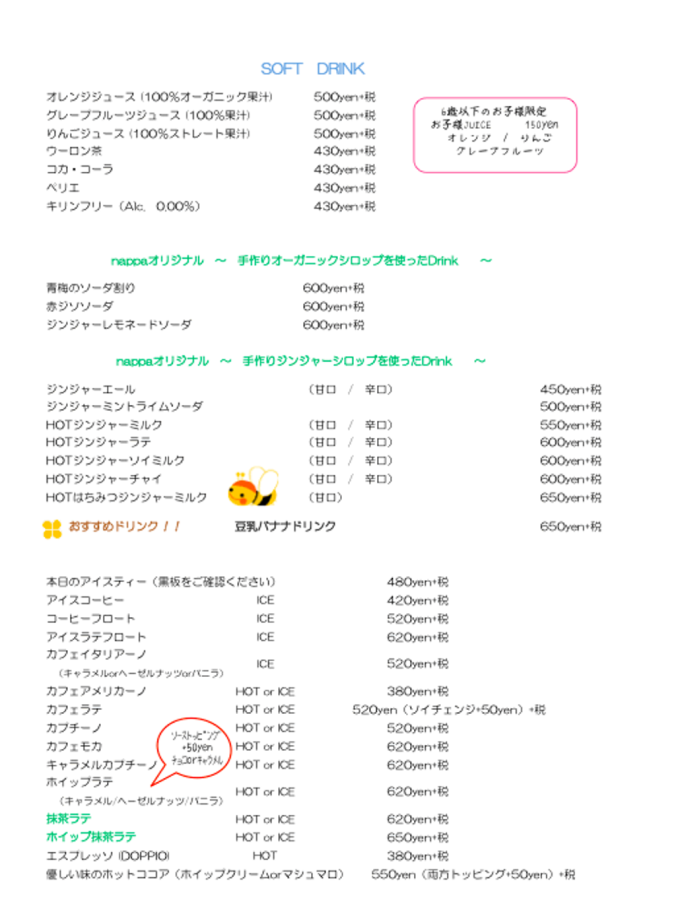 SOFT DRINK
オレンジジュース (100%オーガニック果汁) 500yen+税
グレープフルーツジュース (100%果汁) 500yen+税
りんごジュース (100%ストレート果汁) 500yen+税
ウーロン茶 430yen+税
コカ・コーラ 430yen+税
ペリエ 430yen+税
キリンフリー（Alc. 0.00%） 430yen+税
6歳以下のお子様限定
お子様JUICE 150yen
オレンジ / りんご
グレープフルーツ
nappaオリジナル ～ 手作りオーガニックシロップを使ったDrink ～
青梅のソーダ割り 600yen+税
赤ジソソーダ 600yen+税
ジンジャーレモネードソーダ 600yen+税
nappaオリジナル ～ 手作りジンジャーシロップを使ったDrink ～
ジンジャーエール （甘口 / 辛口） 450yen+税
ジンジャーミントライムソーダ 500yen+税
HOTジンジャーミルク （甘口 / 辛口） 550yen+税
HOTジンジャーラテ （甘口 / 辛口） 600yen+税
HOTジンジャーソイミルク （甘口 / 辛口） 600yen+税
HOTジンジャーチャイ （甘口 / 辛口） 600yen+税
HOTはちみつジンジャーミルク （甘口） 650yen+税
おすすめドリンク！！ 豆乳バナナドリンク 650yen+税
本日のアイスティー（黒板をご確認ください） 480yen+税
アイスコーヒー ICE 420yen+税
コーヒーフロート ICE 520yen+税
アイスラテフロート ICE 620yen+税
カフェイタリアーノ ICE 520yen+税
（キャラメルorヘーゼルナッツorバニラ）
カフェアメリカーノ HOT or ICE 380yen+税
カフェラテ HOT or ICE 520yen（ソイチェンジ+50yen）+税
カプチーノ HOT or ICE 520yen+税
カフェモカ HOT or ICE 620yen+税
キャラメルカプチーノ HOT or ICE 620yen+税
ソーストッピング
+50yen
チョコorキャラメル
ホイップラテ HOT or ICE 620yen+税
（キャラメル/ヘーゼルナッツ/バニラ）
抹茶ラテ HOT or ICE 620yen+税
ホイップ抹茶ラテ HOT or ICE 650yen+税
エスプレッソ (DOPPIO) HOT 380yen+税
優しい味のホットココア（ホイップクリームorマシュマロ） 550yen（両方トッピング+50yen）+税